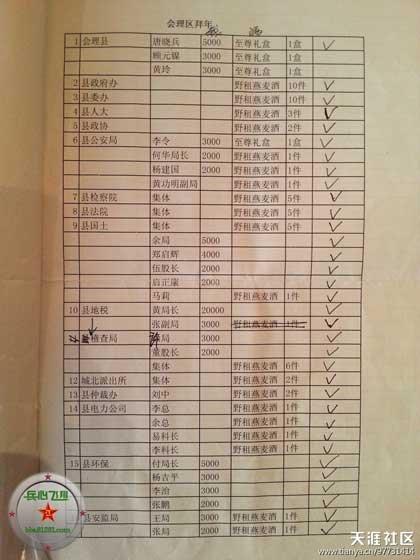 会理区拜年
1 会理县 唐晓兵 5000 至尊礼盒 1盒
顾元镍 3000 至尊礼盒 1盒
黄玲 3000 至尊礼盒 1盒
2 县政府办 野租燕麦酒 10件
3 县委办 野租燕麦酒 10件
4 县人大 野租燕麦酒 3件
5 县政协 野租燕麦酒 2件
6 县公安局 李令 3000 至尊礼盒 1盒
何华局长 2000 野租燕麦酒 1件
杨建国 2000 野租燕麦酒 1件
黄功明副局 野租燕麦酒 1件
7 县检察院 集体 野租燕麦酒 5件
8 县法院 集体 野租燕麦酒 5件
9 县国土 集体 野租燕麦酒 5件
余局 5000
郑启辉 4000
伍股长 2000
启正康 2000
马莉 野租燕麦酒 1件
10 县地税 黄局长 20000
张副局 3000 野租燕麦酒 1件
稽查局 许局 3000
董股长 2000
集体 野租燕麦酒 6件
12 城北派出所 集体 野租燕麦酒 2件
13 县仲裁办 刘中 2000 野租燕麦酒 2件
14 县电力公司 李总 野租燕麦酒 1件
余总 野租燕麦酒 1件
易科长 野租燕麦酒 1件
李科长 野租燕麦酒 1件
15 县环保 付局长 5000
杨吉平 3000
李治 3000
张鹏 2000
县安监局 王局 3000 野租燕麦酒 1件
张局 2000 野租燕麦酒 1件
民心飞想
bbs.81281.com
天涯社区
www.tianya.cn/97731414